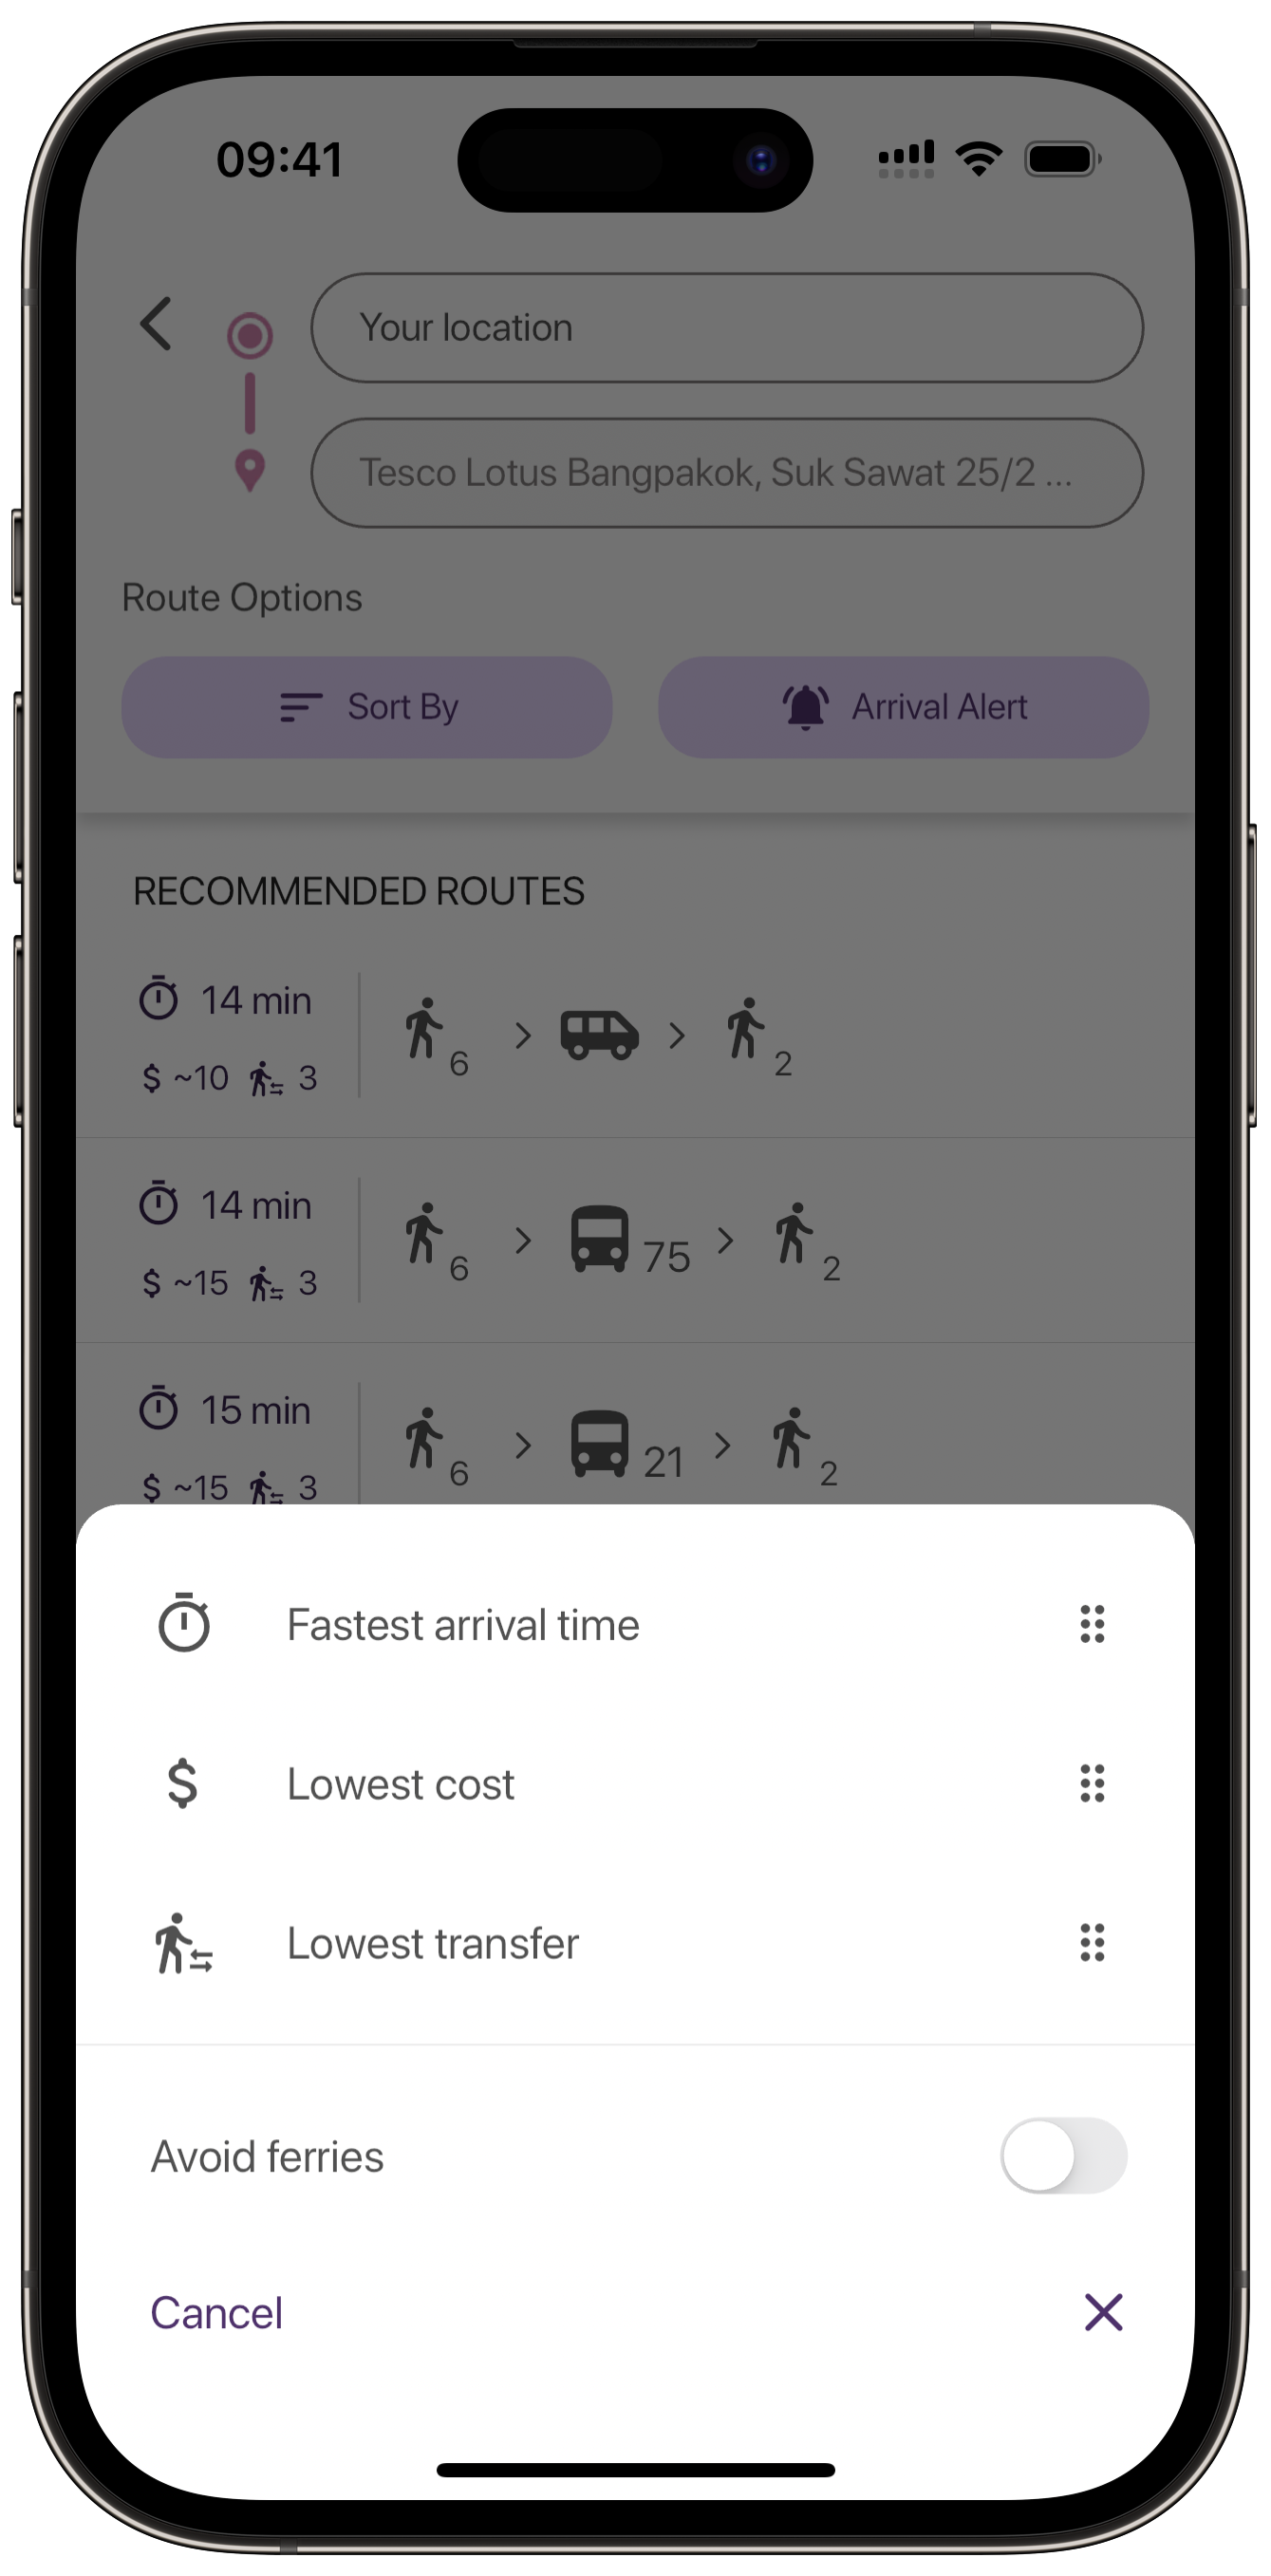 09:41
Your location
Tesco Lotus Bangpakok, Suk Sawat 25/2 ...
Route Options
Sort By Arrival Alert
RECOMMENDED ROUTES
14 min
$ ~10 3
6 > > 2
14 min
$ ~15 3
6 > 75 > 2
15 min
$ ~15 3
6 > 21 > 2
Fastest arrival time
$ Lowest cost
Lowest transfer
Avoid ferries
Cancel